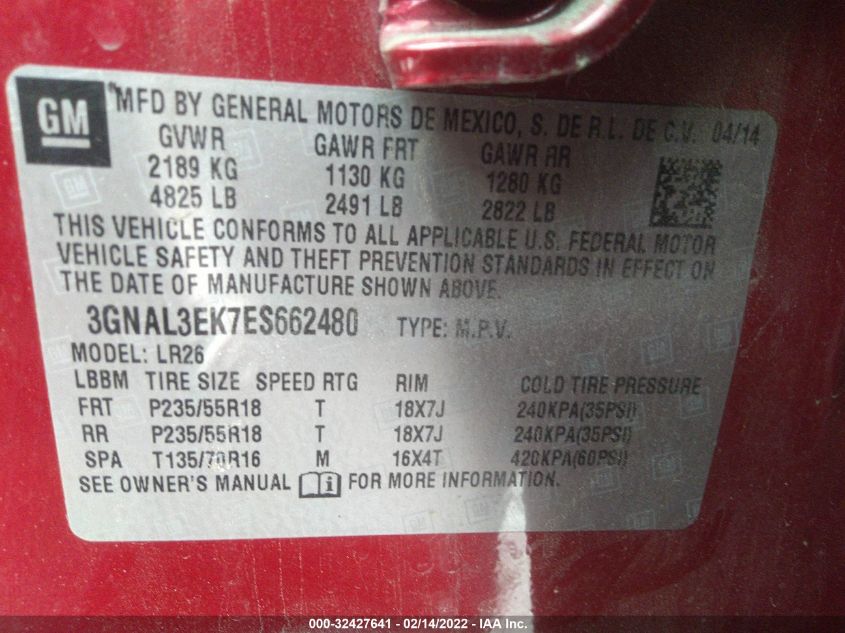 GM
MFD BY GENERAL MOTORS DE MEXICO, S. DE R.L. DE C.V. 04/14
GVWR GAWR FRT GAWR RR
2189 KG 1130 KG 1280 KG
4825 LB 2491 LB 2822 LB
THIS VEHICLE CONFORMS TO ALL APPLICABLE U.S. FEDERAL MOTOR
VEHICLE SAFETY AND THEFT PREVENTION STANDARDS IN EFFECT ON
THE DATE OF MANUFACTURE SHOWN ABOVE.
3GNAL3EK7ES662480 TYPE: M.P.V.
MODEL: LR26
LBBM TIRE SIZE SPEED RTG RIM COLD TIRE PRESSURE
FRT P235/55R18 T 18X7J 240KPA(35PSI)
RR P235/55R18 T 18X7J 240KPA(35PSI)
SPA T135/70R16 M 16X4T 420KPA(60PSI)
SEE OWNER'S MANUAL FOR MORE INFORMATION.
000-32427641 - 02/14/2022 - IAA Inc.